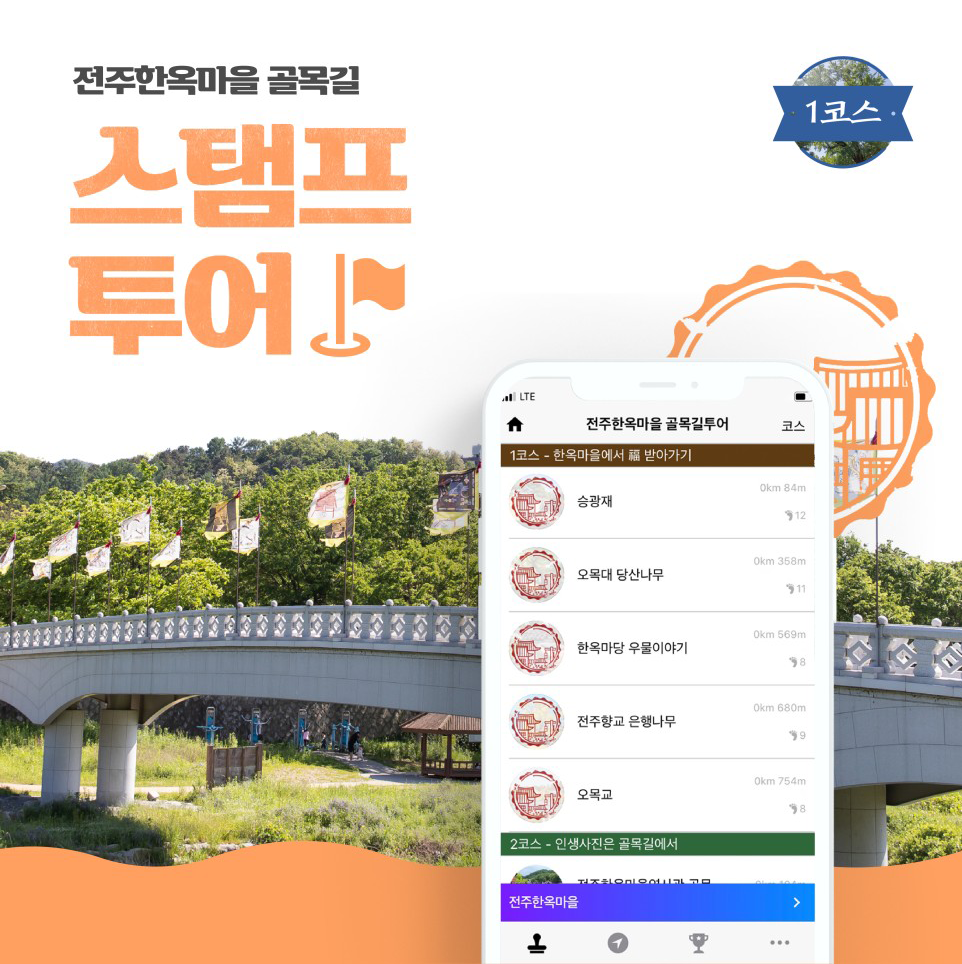 전주한옥마을 골목길
스탬프
투어
1코스
LTE
전주한옥마을 골목길투어
코스
1코스 - 한옥마을에서 福 받아가기
승광재
0km 84m
12
오목대 당산나무
0km 358m
11
한옥마당 우물이야기
0km 569m
8
전주향교 은행나무
0km 680m
9
오목교
0km 754m
8
2코스 - 인생사진은 골목길에서
전주한옥마을